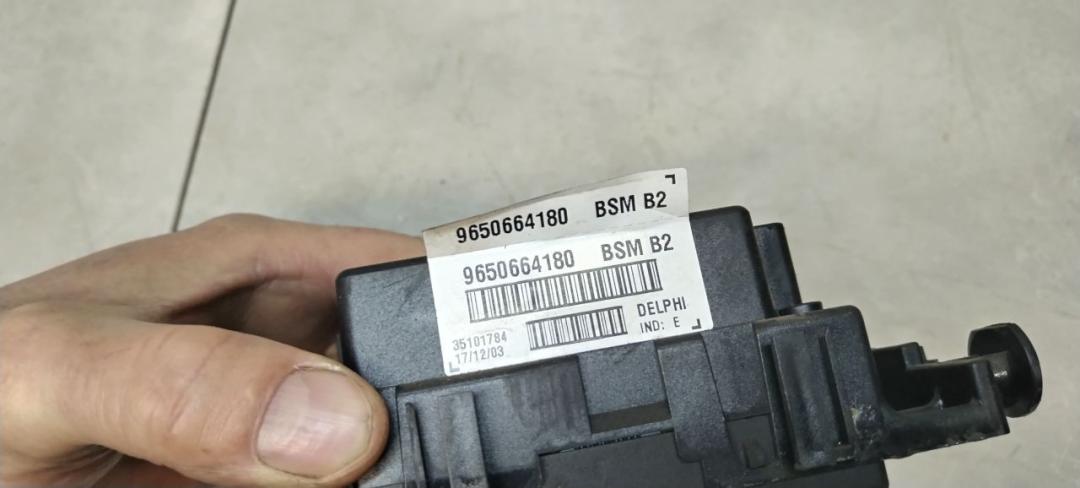 9650664180 BSM B2
9650664180 BSM B2
DELPHI
35101784 IND: E
17/12/03